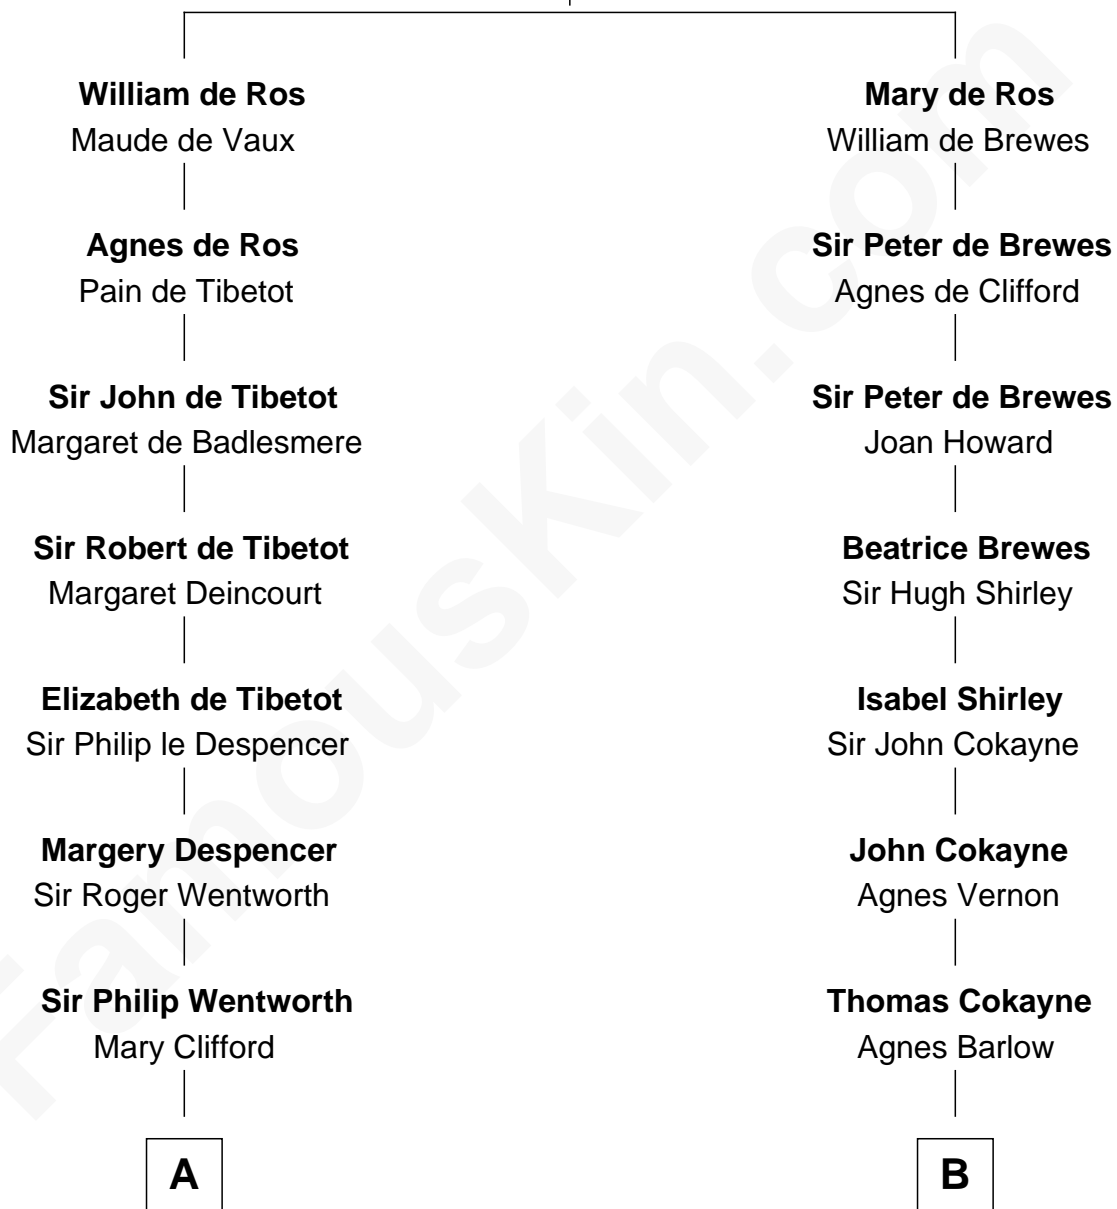 William de Ros
Maude de Vaux
Agnes de Ros
Pain de Tibetot
Sir John de Tibetot
Margaret de Badlesmere
Sir Robert de Tibetot
Margaret Deincourt
Elizabeth de Tibetot
Sir Philip le Despencer
Margery Despencer
Sir Roger Wentworth
Sir Philip Wentworth
Mary Clifford
A
Mary de Ros
William de Brewes
Sir Peter de Brewes
Agnes de Clifford
Sir Peter de Brewes
Joan Howard
Beatrice Brewes
Sir Hugh Shirley
Isabel Shirley
Sir John Cokayne
John Cokayne
Agnes Vernon
Thomas Cokayne
Agnes Barlow
B
FamousKin.com